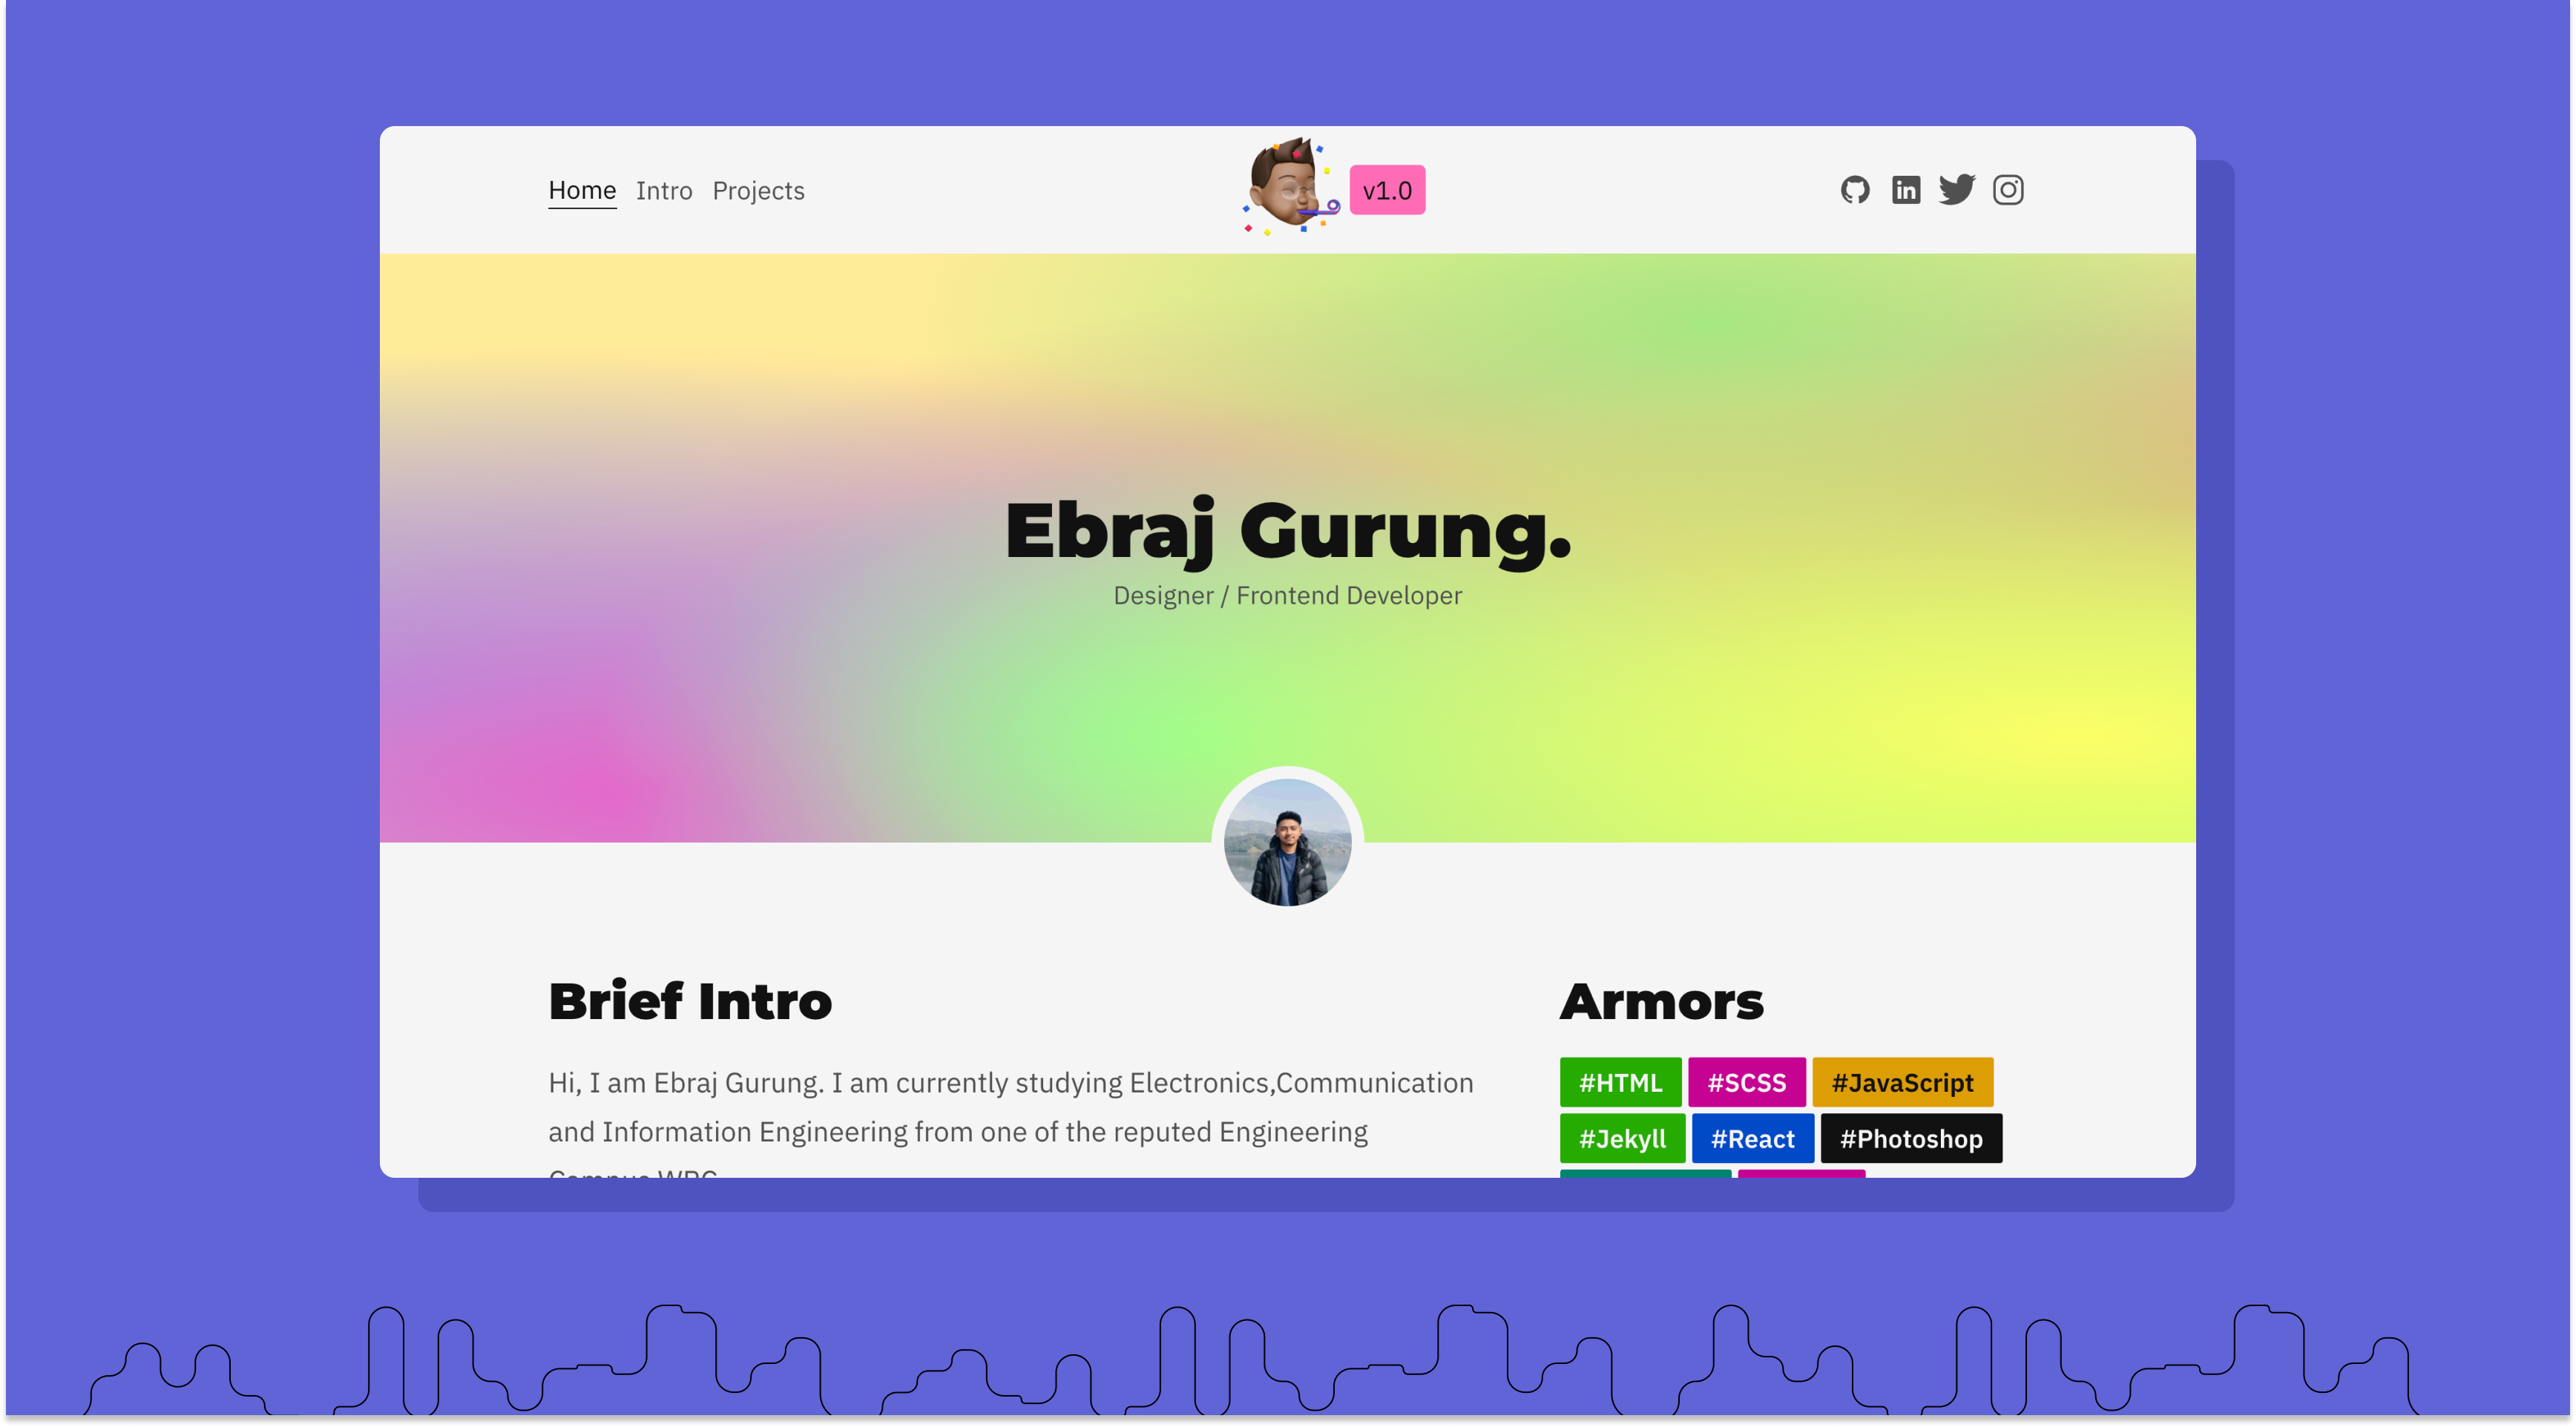 Home Intro Projects
v1.0
Ebraj Gurung.
Designer / Frontend Developer
Brief Intro
Hi, I am Ebraj Gurung. I am currently studying Electronics,Communication
and Information Engineering from one of the reputed Engineering
Armors
#HTML #SCSS #JavaScript
#Jekyll #React #Photoshop